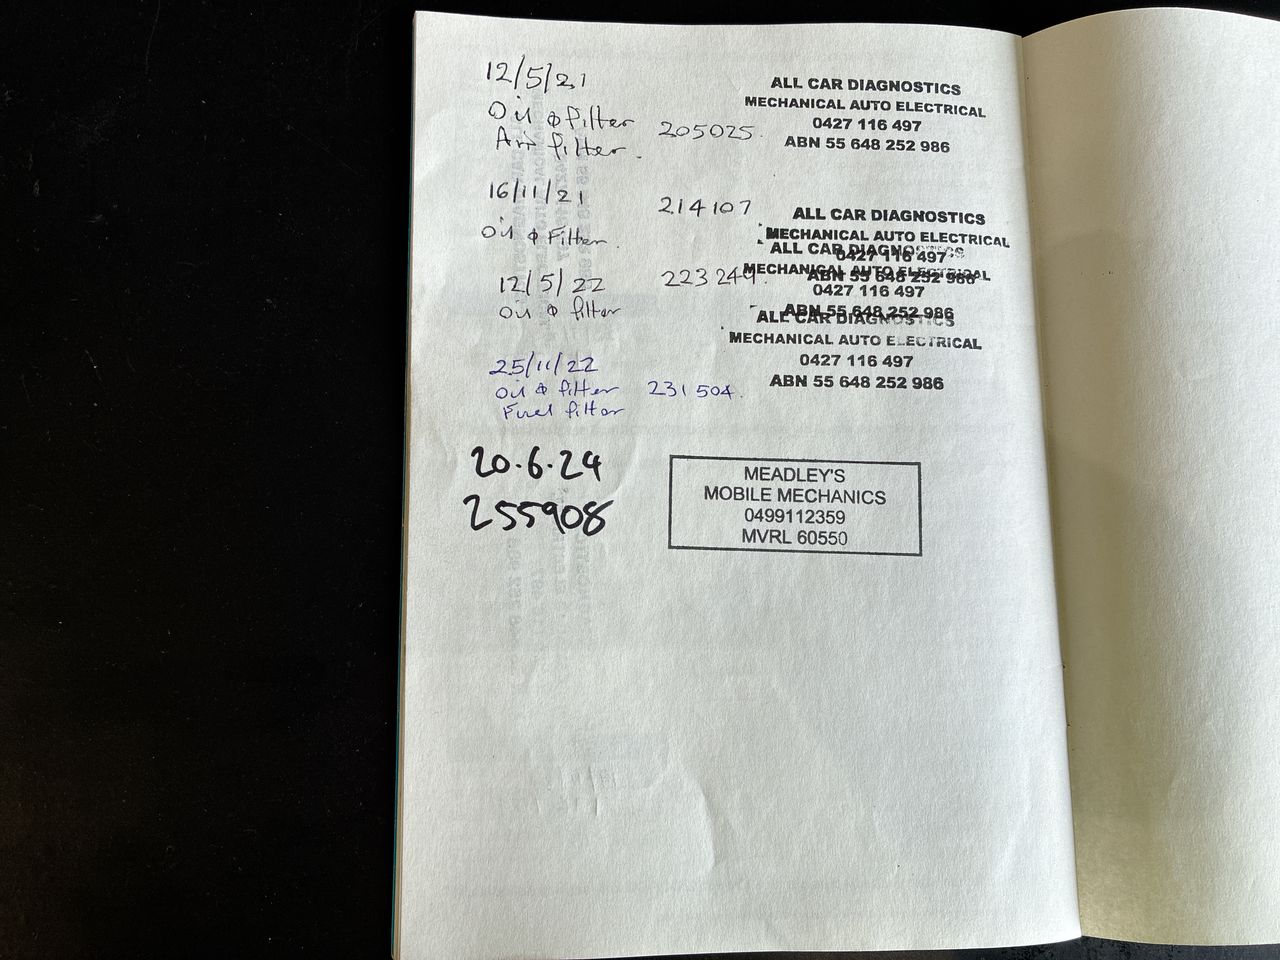 12/5/21
Oil & filter
Air filter.
205025.
ALL CAR DIAGNOSTICS
MECHANICAL AUTO ELECTRICAL
0427 116 497
ABN 55 648 252 986
16/11/21
214107
Oil & Filter.
ALL CAR DIAGNOSTICS
MECHANICAL AUTO ELECTRICAL
0427 116 497
ABN 55 648 252 986
12/5/22
223249.
Oil & filter
ALL CAR DIAGNOSTICS
MECHANICAL AUTO ELECTRICAL
0427 116 497
ABN 55 648 252 986
25/11/22
Oil & filter 231504.
Fuel filter
ALL CAR DIAGNOSTICS
MECHANICAL AUTO ELECTRICAL
0427 116 497
ABN 55 648 252 986
20.6.24
255908
MEADLEY'S
MOBILE MECHANICS
0499112359
MVRL 60550